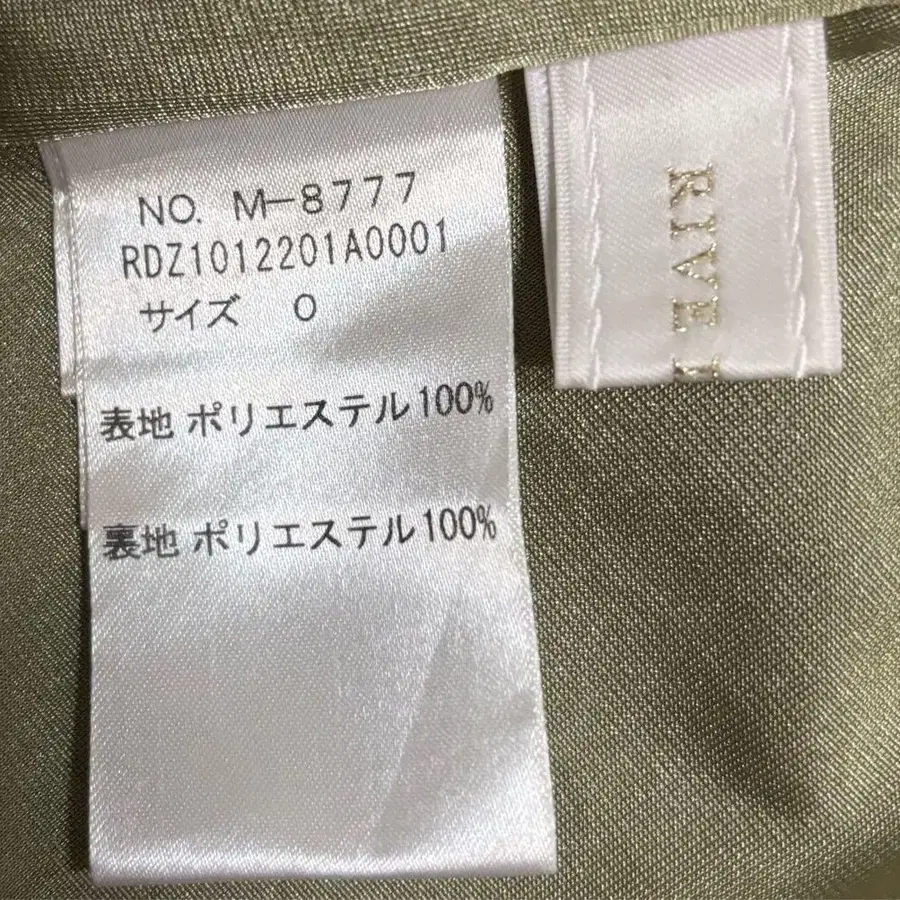 NO. M-8777
RDZ1012201A0001
サイズ 0
表地 ポリエステル100%
裏地 ポリエステル100%
RIVE